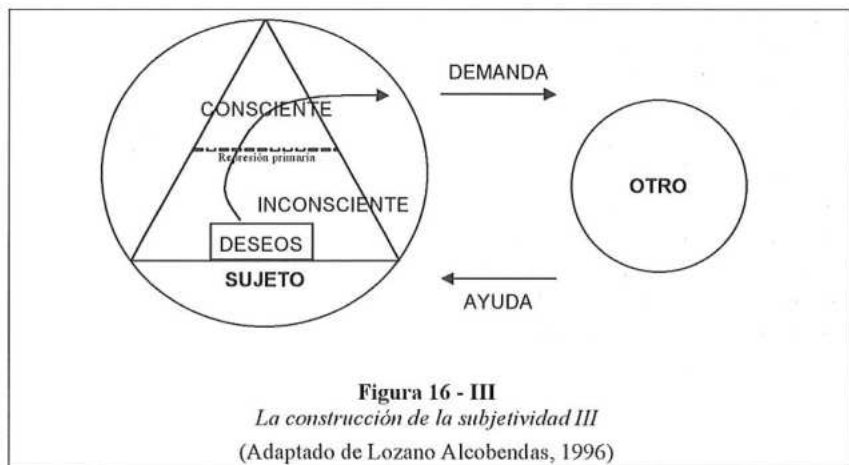 DEMANDA
CONSCIENTE
Represión primaria
OTRO
INCONSCIENTE
DESEOS
SUJETO
AYUDA
Figura 16 - III
La construcción de la subjetividad III
(Adaptado de Lozano Alcobendas, 1996)